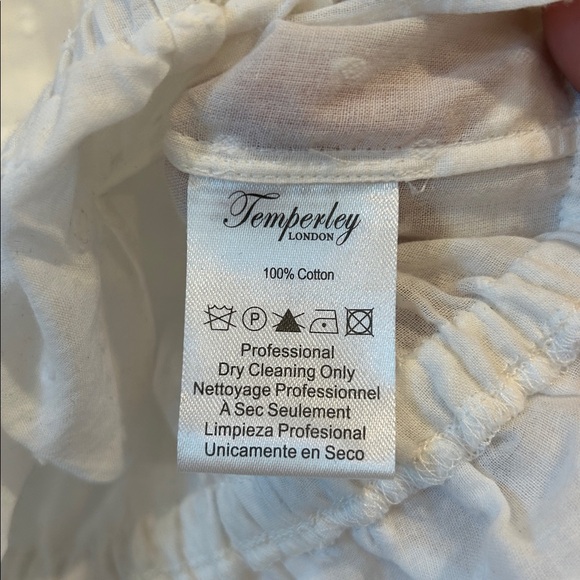 Temperley
LONDON
100% Cotton
P
Professional
Dry Cleaning Only
Nettoyage Professionnel
À Sec Seulement
Limpieza Profesional
Unicamente en Seco